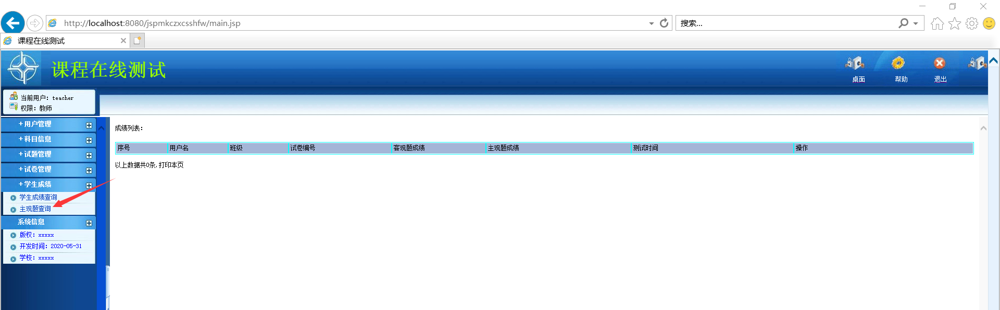 http://localhost:8080/jspmkczxcsshfw/main.jsp
搜索...
课程在线测试
课程在线测试
桌面
帮助
退出
当前用户: teacher
权限: 教师
+用户管理
+科目信息
+试题管理
+试卷管理
+学生成绩
学生成绩查询
主观题查询
系统信息
版权: xxxxx
开发时间: 2020-05-31
学校: xxxxx
成绩列表:
序号 用户名 班级 试卷编号 客观题成绩 主观题成绩 测试时间 操作
以上数据共0条,打印本页